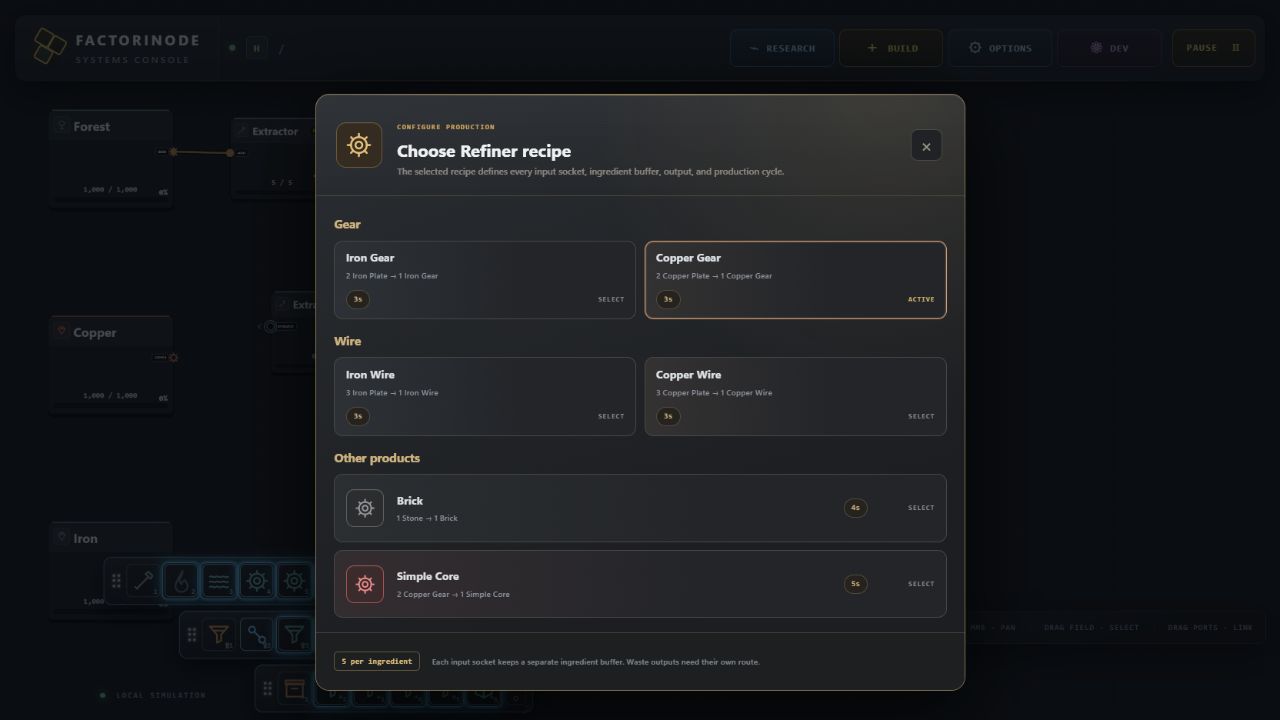 FACTORINODE
SYSTEMS CONSOLE
H /
RESEARCH
BUILD
OPTIONS
DEV
PAUSE
Forest
1,000 / 1,000
0%
Extractor
5 / 5
Copper
1,000 / 1,000
0%
Iron
CONFIGURE PRODUCTION
Choose Refiner recipe
The selected recipe defines every input socket, ingredient buffer, output, and production cycle.
×
Gear
Iron Gear
2 Iron Plate → 1 Iron Gear
3s
SELECT
Copper Gear
2 Copper Plate → 1 Copper Gear
3s
ACTIVE
Wire
Iron Wire
3 Iron Plate → 1 Iron Wire
3s
SELECT
Copper Wire
3 Copper Plate → 1 Copper Wire
3s
SELECT
Other products
Brick
1 Stone → 1 Brick
4s
SELECT
Simple Core
2 Copper Gear → 1 Simple Core
5s
SELECT
5 per ingredient
Each input socket keeps a separate ingredient buffer. Waste outputs need their own route.
MMB - PAN
DRAG FIELD - SELECT
DRAG PORTS - LINK
LOCAL SIMULATION